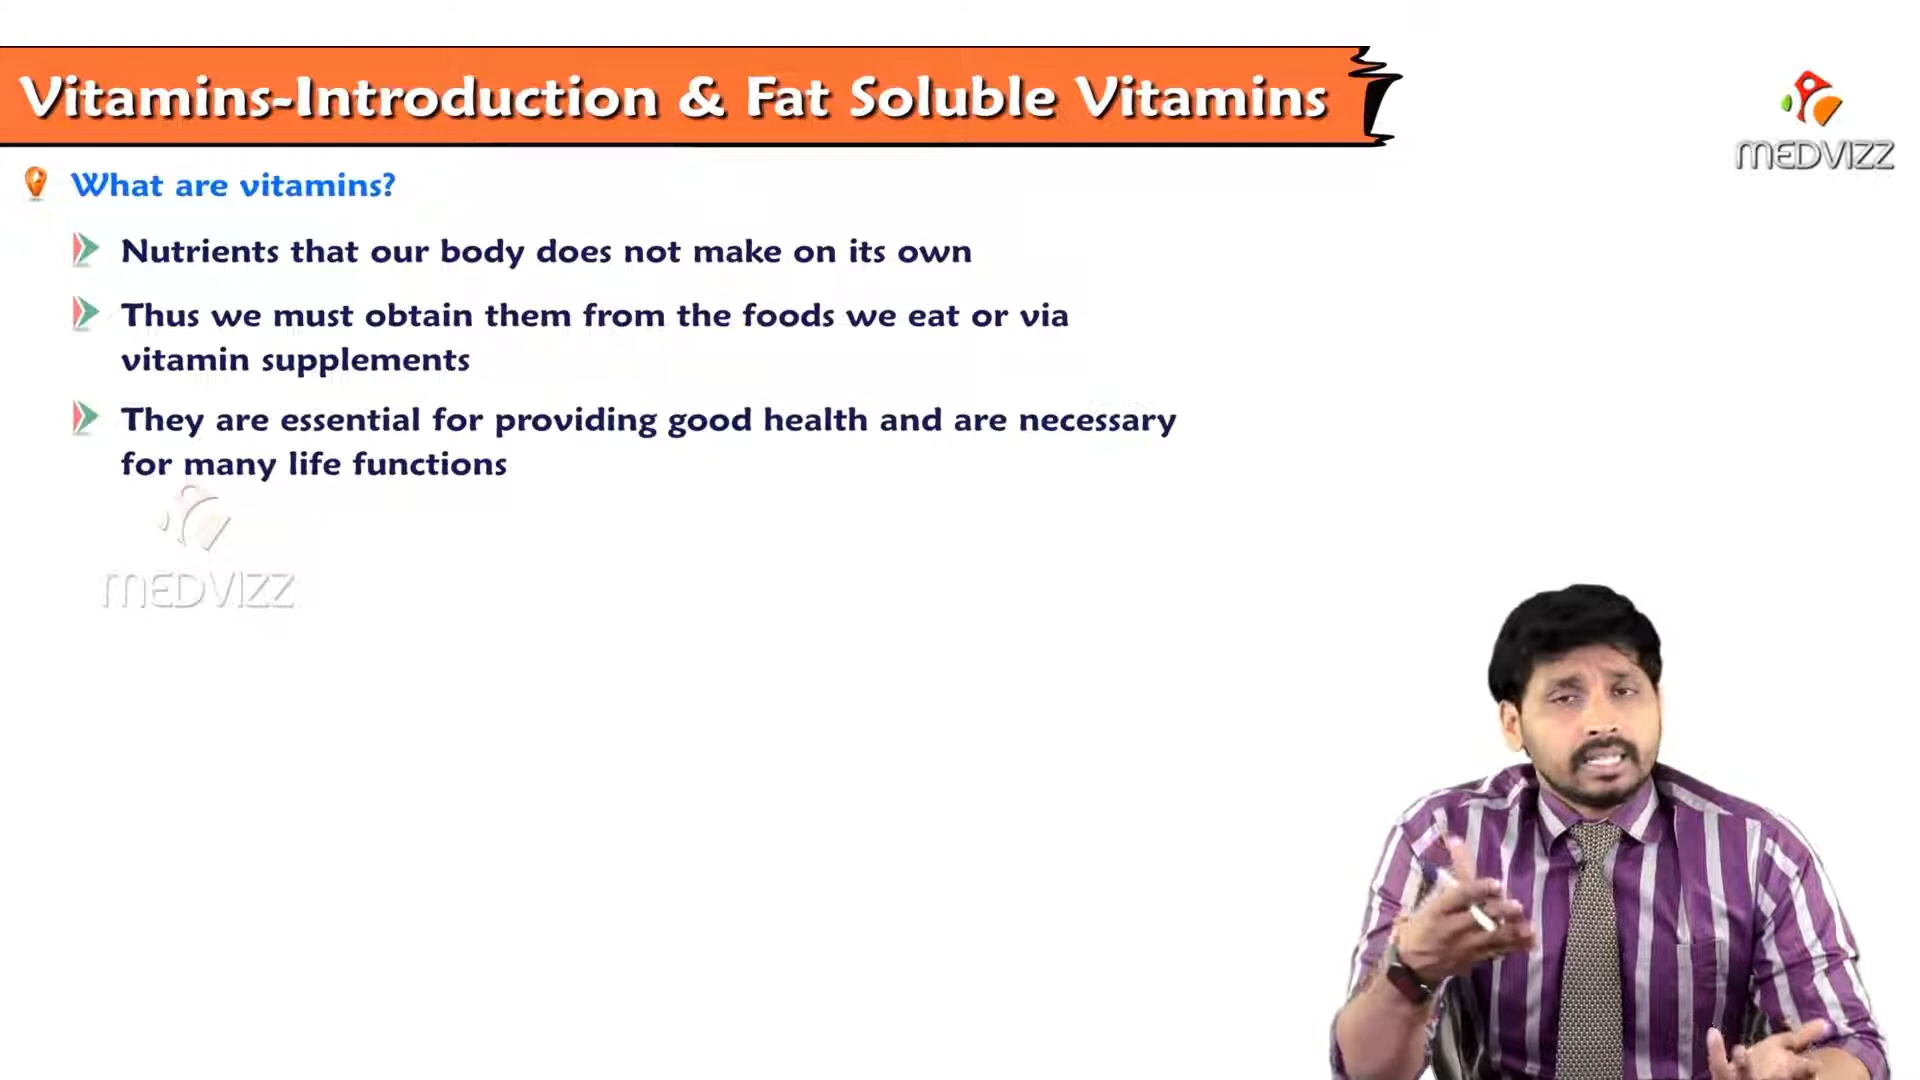 Vitamins-Introduction & Fat Soluble Vitamins
MEDVIZZ
What are vitamins?
Nutrients that our body does not make on its own
Thus we must obtain them from the foods we eat or via
vitamin supplements
They are essential for providing good health and are necessary
for many life functions
MEDVIZZ